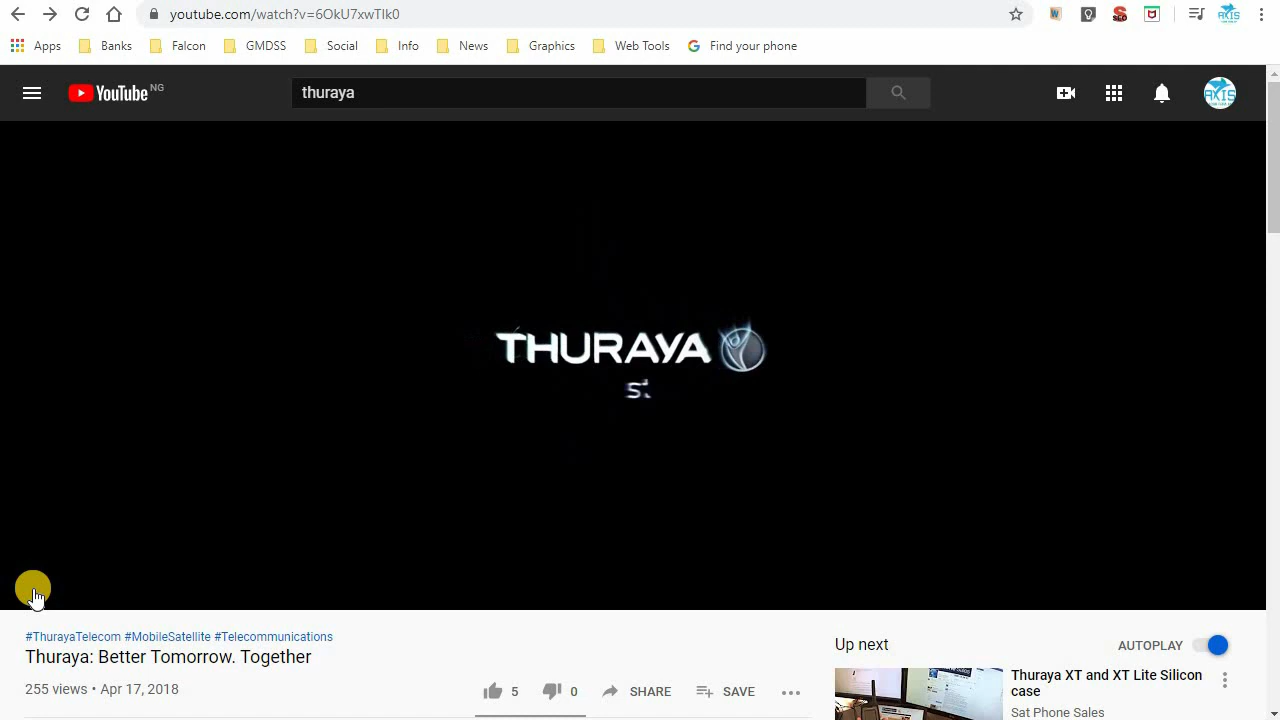 youtube.com/watch?v=6OkU7xwTIk0
Apps Banks Falcon GMDSS Social Info News Graphics Web Tools Find your phone
YouTube NG thuraya AXIS
THURAYA
#ThurayaTelecom #MobileSatellite #Telecommunications
Thuraya: Better Tomorrow. Together
255 views • Apr 17, 2018
5 0 SHARE SAVE
Up next AUTOPLAY
Thuraya XT and XT Lite Silicon
case
Sat Phone Sales